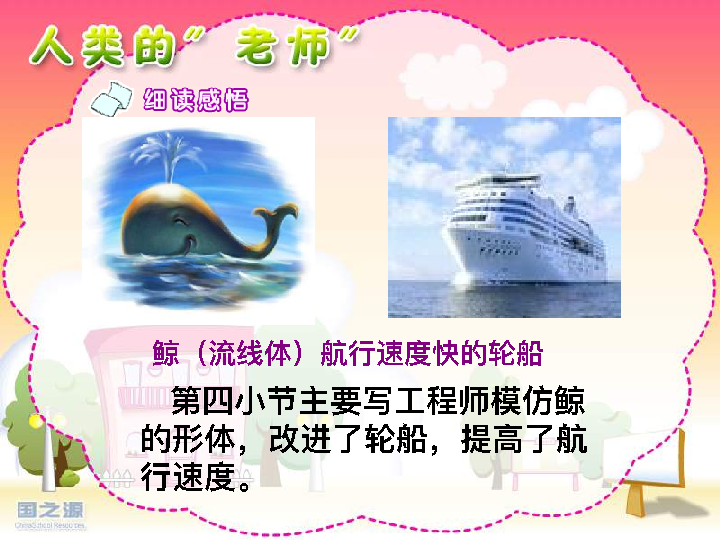 人类的"老师"
细读感悟
鲸（流线体）航行速度快的轮船
第四小节主要写工程师模仿鲸
的形体，改进了轮船，提高了航
行速度。
国之源
ChinaSchool Resources